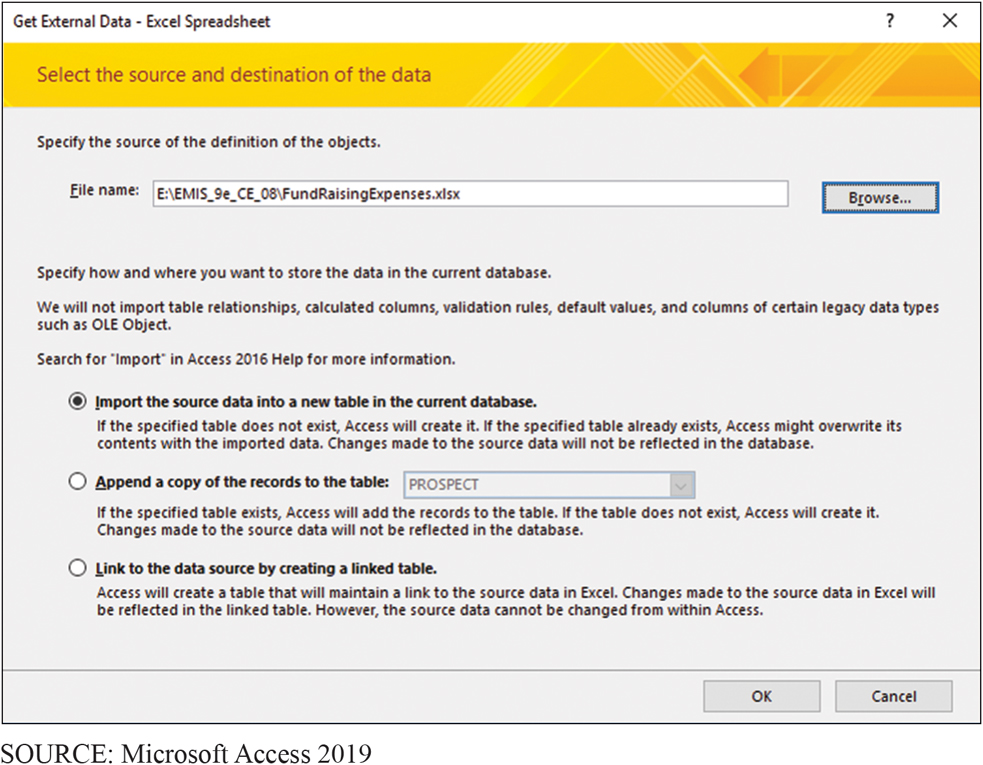 Get External Data - Excel Spreadsheet ? ×
Select the source and destination of the data
Specify the source of the definition of the objects.
File name: E:\EMIS_9e_CE_08\FundRaisingExpenses.xlsx Browse...
Specify how and where you want to store the data in the current database.
We will not import table relationships, calculated columns, validation rules, default values, and columns of certain legacy data types
such as OLE Object.
Search for "Import" in Access 2016 Help for more information.
Import the source data into a new table in the current database.
If the specified table does not exist, Access will create it. If the specified table already exists, Access might overwrite its
contents with the imported data. Changes made to the source data will not be reflected in the database.
Append a copy of the records to the table: PROSPECT
If the specified table exists, Access will add the records to the table. If the table does not exist, Access will create it.
Changes made to the source data will not be reflected in the database.
Link to the data source by creating a linked table.
Access will create a table that will maintain a link to the source data in Excel. Changes made to the source data in Excel will
be reflected in the linked table. However, the source data cannot be changed from within Access.
OK Cancel
SOURCE: Microsoft Access 2019